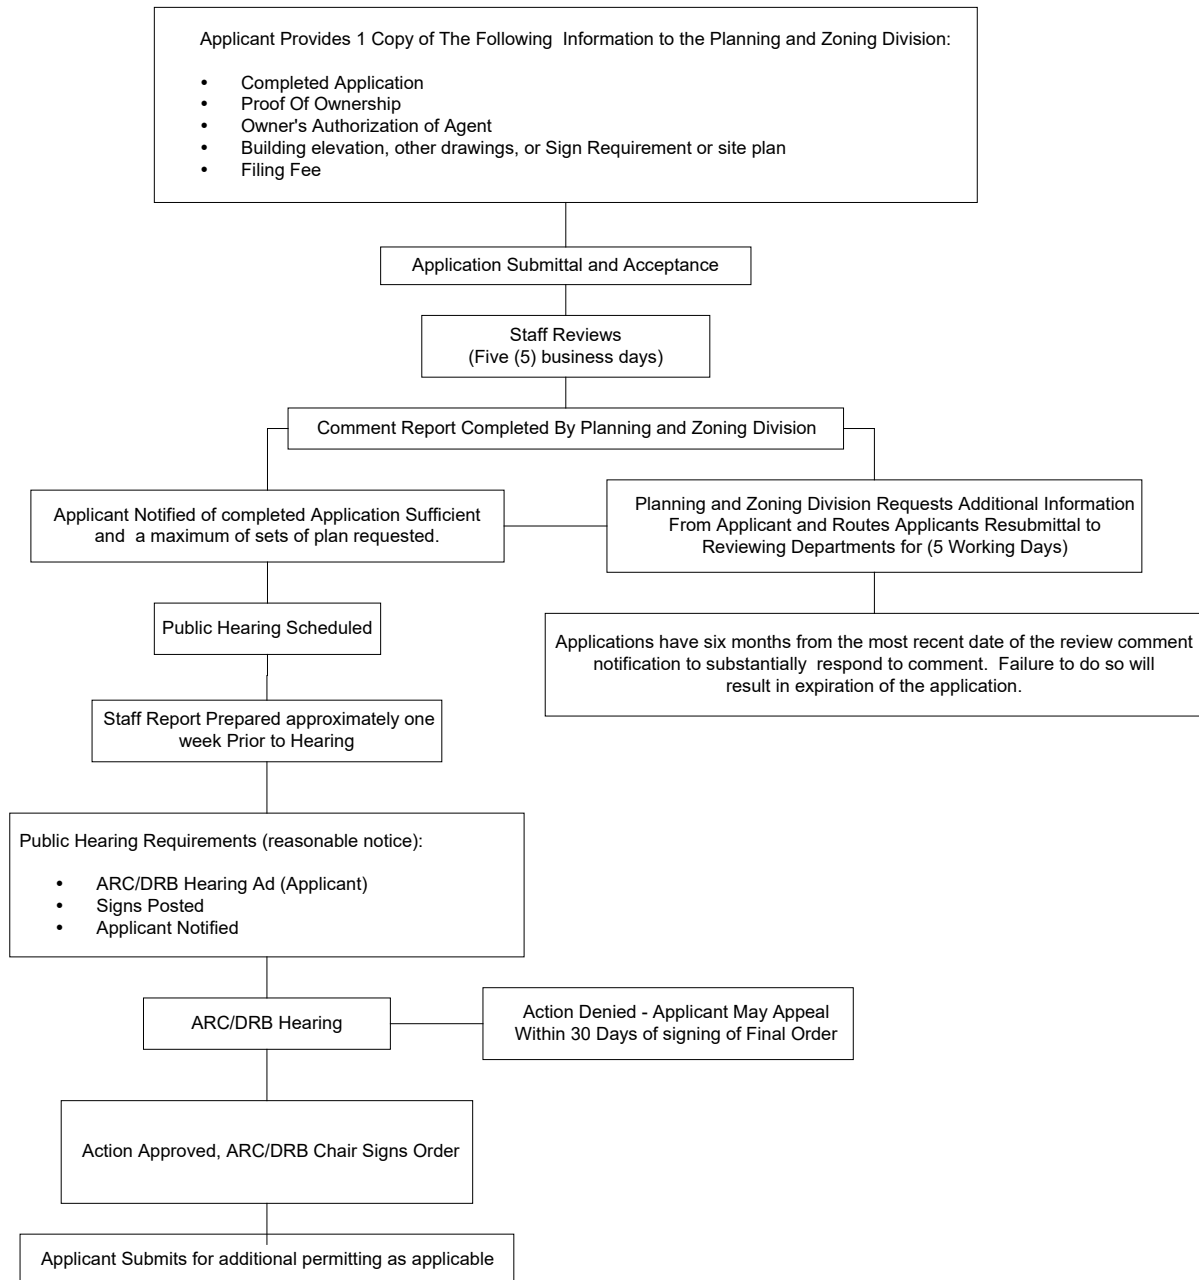 Applicant Provides 1 Copy of The Following Information to the Planning and Zoning Division:
• Completed Application
• Proof Of Ownership
• Owner's Authorization of Agent
• Building elevation, other drawings, or Sign Requirement or site plan
• Filing Fee
Application Submittal and Acceptance
Staff Reviews
(Five (5) business days)
Comment Report Completed By Planning and Zoning Division
Applicant Notified of completed Application Sufficient
and a maximum of sets of plan requested.
Planning and Zoning Division Requests Additional Information
From Applicant and Routes Applicants Resubmittal to
Reviewing Departments for (5 Working Days)
Public Hearing Scheduled
Applications have six months from the most recent date of the review comment
notification to substantially respond to comment. Failure to do so will
result in expiration of the application.
Staff Report Prepared approximately one
week Prior to Hearing
Public Hearing Requirements (reasonable notice):
• ARC/DRB Hearing Ad (Applicant)
• Signs Posted
• Applicant Notified
ARC/DRB Hearing
Action Denied - Applicant May Appeal
Within 30 Days of signing of Final Order
Action Approved, ARC/DRB Chair Signs Order
Applicant Submits for additional permitting as applicable